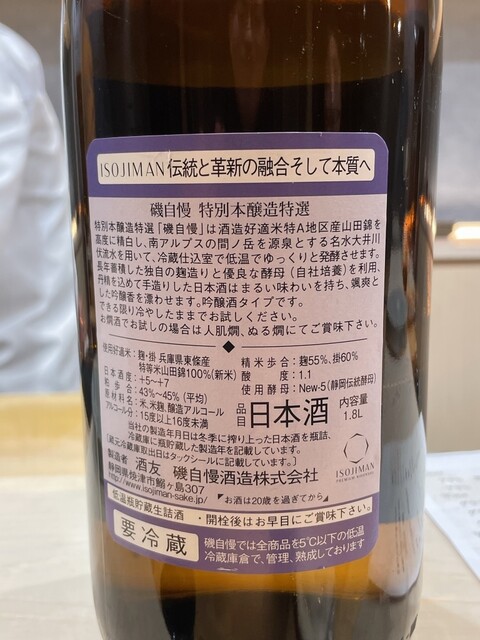 ISOJIMAN 伝統と革新の融合そして本質へ
磯自慢 特別本醸造特選
特別本醸造特選「磯自慢」は酒造好適米特A地区産山田錦を
高度に精白し、南アルプスの間ノ岳を源泉とする名水大井川
伏流水を用いて、冷蔵仕込室で低温でゆっくりと発酵させます。
長年蓄積した独自の麹造りと優良な酵母(自社培養)を利用、
丹精を込めて手造りした日本酒はまるい味わいを持ち、颯爽と
した吟醸香を漂わせます。吟醸酒タイプです。
できる限り冷やしたままでお試しください。
お燗酒でお試しの場合は人肌燗、ぬる燗にてご賞味下さい。
使用好適米:麹・掛 兵庫県東條産
特等米山田錦100%(新米)
日本酒度:+5~+7
粕歩合:43%~45%(平均)
原材料名:米、米麹、醸造アルコール
アルコール分:15度以上16度未満
精米歩合:麹55%、掛60%
酸度:1.1
使用酵母:New-5(静岡伝統酵母)
品目 日本酒 内容量 1.8L
当社の製造年月日は冬季に搾り上った日本酒を瓶詰、
冷蔵庫に瓶貯蔵した製造年を記載しています。
[蔵元冷蔵庫取出日はタックシールに記載しています。]
製造者 酒友 磯自慢酒造株式会社
静岡県焼津市鰯ヶ島307
http://www.isojiman-sake.jp/
お酒は20歳を過ぎてから
ISOJIMAN
低温瓶貯蔵生詰酒 ・開栓後はお早目にご賞味下さい。
要冷蔵
磯自慢では全商品を5℃以下の低温
冷蔵庫倉で、管理、熟成しております